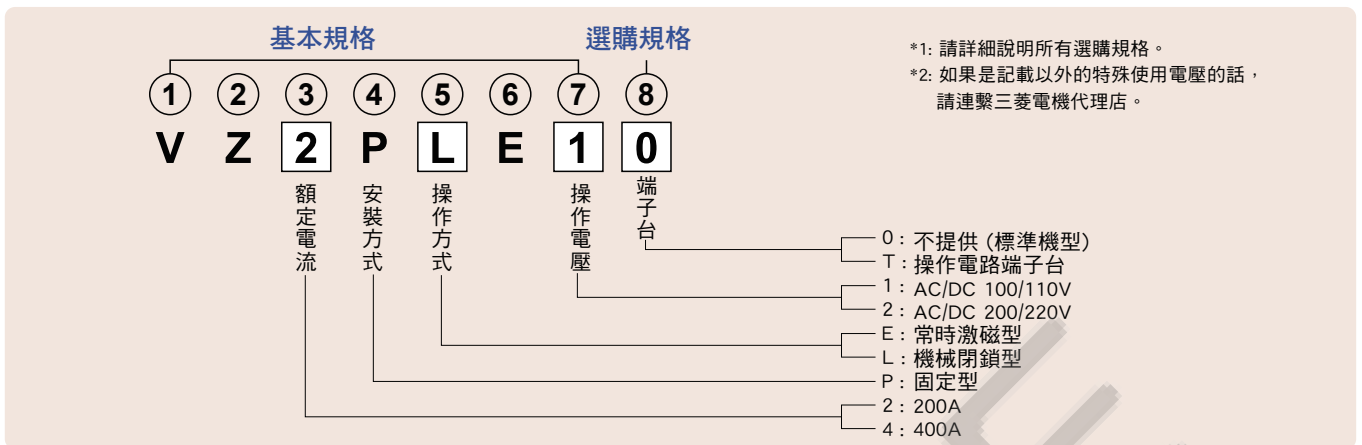 基本規格
選購規格
① ② ③ ④ ⑤ ⑥ ⑦ ⑧
V Z 2 P L E 1 0
額定電流
安裝方式
操作方式
操作電壓
端子台
0 : 不提供 (標準機型)
T : 操作電路端子台
1 : AC/DC 100/110V
2 : AC/DC 200/220V
E : 常時激磁型
L : 機械閉鎖型
P : 固定型
2 : 200A
4 : 400A
*1: 請詳細說明所有選購規格。
*2: 如果是記載以外的特殊使用電壓的話，
請連繫三菱電機代理店。